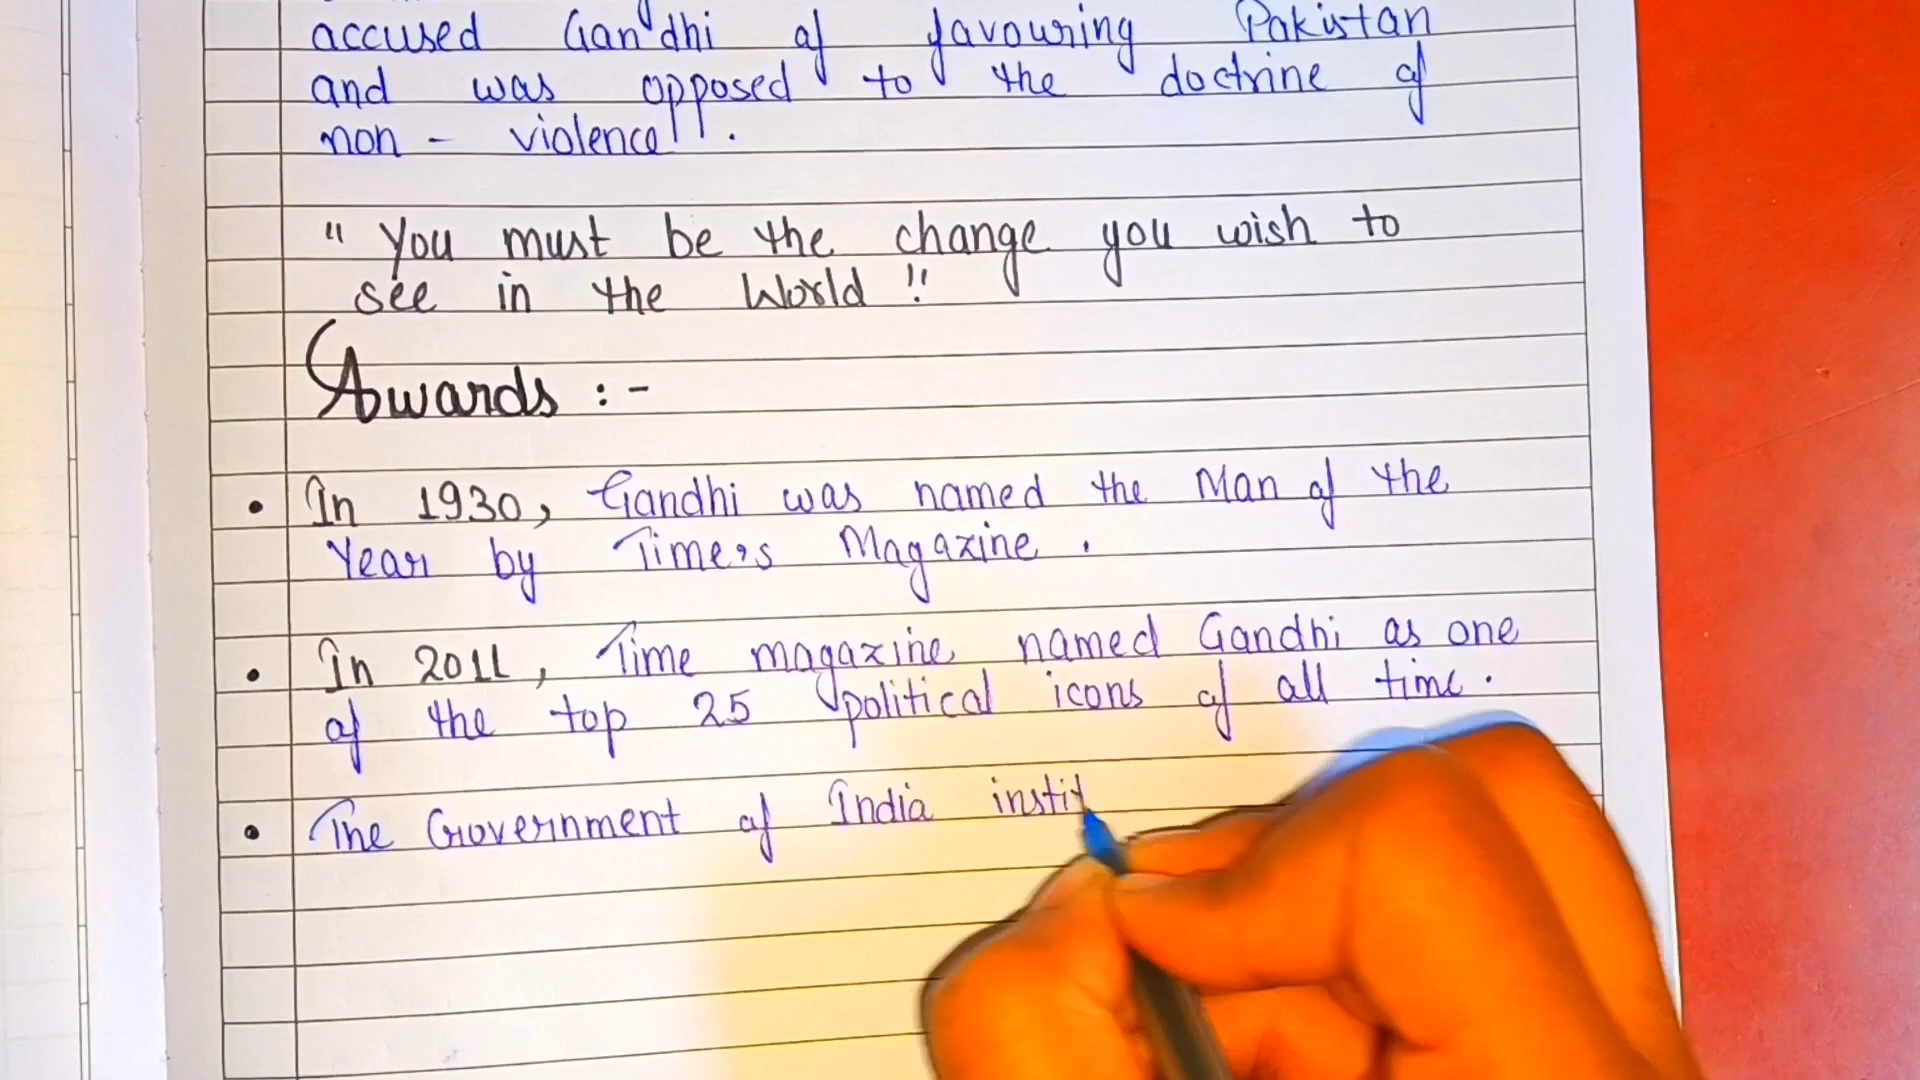 accused Gandhi of favouring Pakistan
and was opposed to the doctrine of
non - violence.
" You must be the change you wish to
see in the World "
Awards :-
• In 1930, Gandhi was named the Man of the
Year by Times Magazine.
• In 2011, Time magazine named Gandhi as one
of the top 25 political icons of all time.
• The Government of India instit